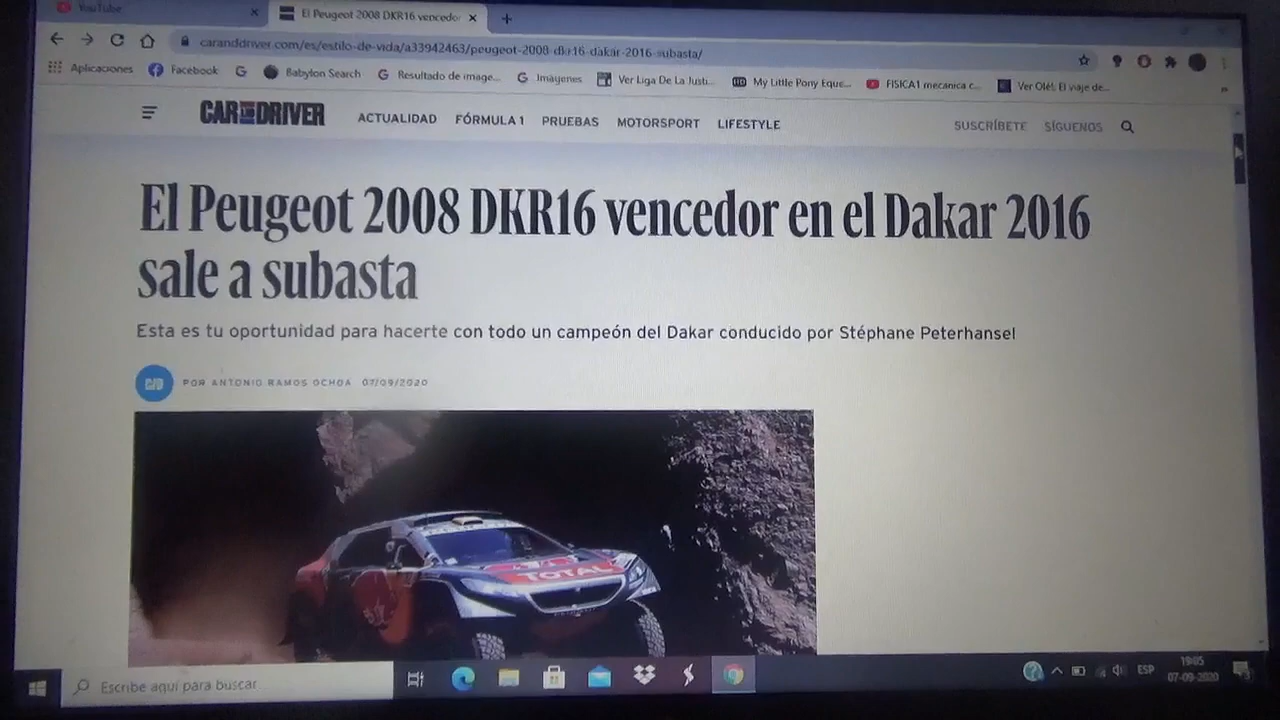 YouTube
El Peugeot 2008 DKR16 vencedor
caranddriver.com/es/estilo-de-vida/a33942463/peugeot-2008-dkr16-dakar-2016-subasta/
Aplicaciones Facebook Babylon Search Resultado de image... Imágenes Ver Liga De La Justi... My Little Pony Eque... FISICA1 mecanica c... Ver Olé!, El viaje de...
CAR AND DRIVER ACTUALIDAD FÓRMULA 1 PRUEBAS MOTORSPORT LIFESTYLE SUSCRÍBETE SÍGUENOS
El Peugeot 2008 DKR16 vencedor en el Dakar 2016
sale a subasta
Esta es tu oportunidad para hacerte con todo un campeón del Dakar conducido por Stéphane Peterhansel
C/D POR ANTONIO RAMOS OCHOA 07/09/2020
TOTAL
Escribe aquí para buscar
ESP
19:05
07-09-2020